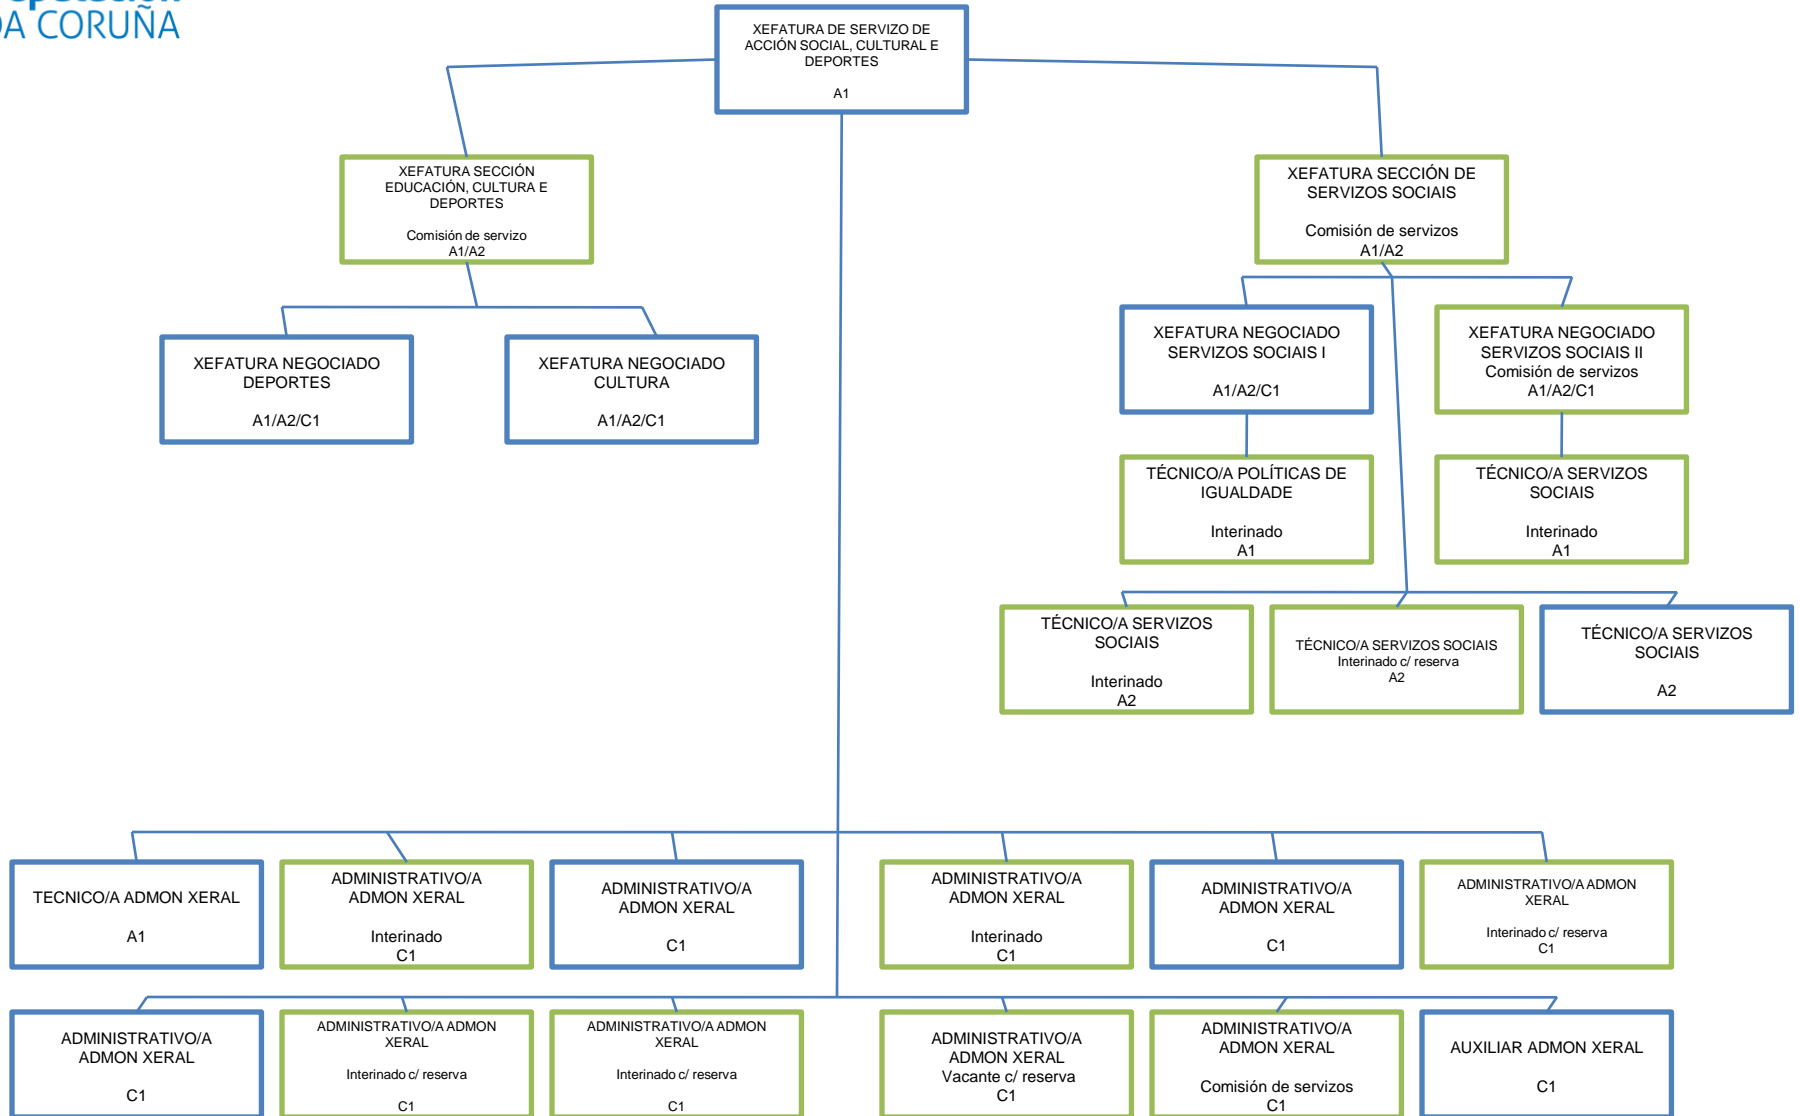 DA CORUÑA
XEFATURA DE SERVIZO DE
ACCIÓN SOCIAL, CULTURAL E
DEPORTES
A1
XEFATURA SECCIÓN
EDUCACIÓN, CULTURA E
DEPORTES
Comisión de servizo
A1/A2
XEFATURA SECCIÓN DE
SERVIZOS SOCIAIS
Comisión de servizos
A1/A2
XEFATURA NEGOCIADO
DEPORTES
A1/A2/C1
XEFATURA NEGOCIADO
CULTURA
A1/A2/C1
XEFATURA NEGOCIADO
SERVIZOS SOCIAIS I
A1/A2/C1
XEFATURA NEGOCIADO
SERVIZOS SOCIAIS II
Comisión de servizos
A1/A2/C1
TÉCNICO/A POLÍTICAS DE
IGUALDADE
Interinado
A1
TÉCNICO/A SERVIZOS
SOCIAIS
Interinado
A1
TÉCNICO/A SERVIZOS
SOCIAIS
Interinado
A2
TÉCNICO/A SERVIZOS SOCIAIS
Interinado c/ reserva
A2
TÉCNICO/A SERVIZOS
SOCIAIS
A2
TECNICO/A ADMON XERAL
A1
ADMINISTRATIVO/A
ADMON XERAL
Interinado
C1
ADMINISTRATIVO/A
ADMON XERAL
C1
ADMINISTRATIVO/A
ADMON XERAL
Interinado
C1
ADMINISTRATIVO/A
ADMON XERAL
C1
ADMINISTRATIVO/A ADMON
XERAL
Interinado c/ reserva
C1
ADMINISTRATIVO/A
ADMON XERAL
C1
ADMINISTRATIVO/A ADMON
XERAL
Interinado c/ reserva
C1
ADMINISTRATIVO/A ADMON
XERAL
Interinado c/ reserva
C1
ADMINISTRATIVO/A
ADMON XERAL
Vacante c/ reserva
C1
ADMINISTRATIVO/A
ADMON XERAL
Comisión de servizos
C1
AUXILIAR ADMON XERAL
C1